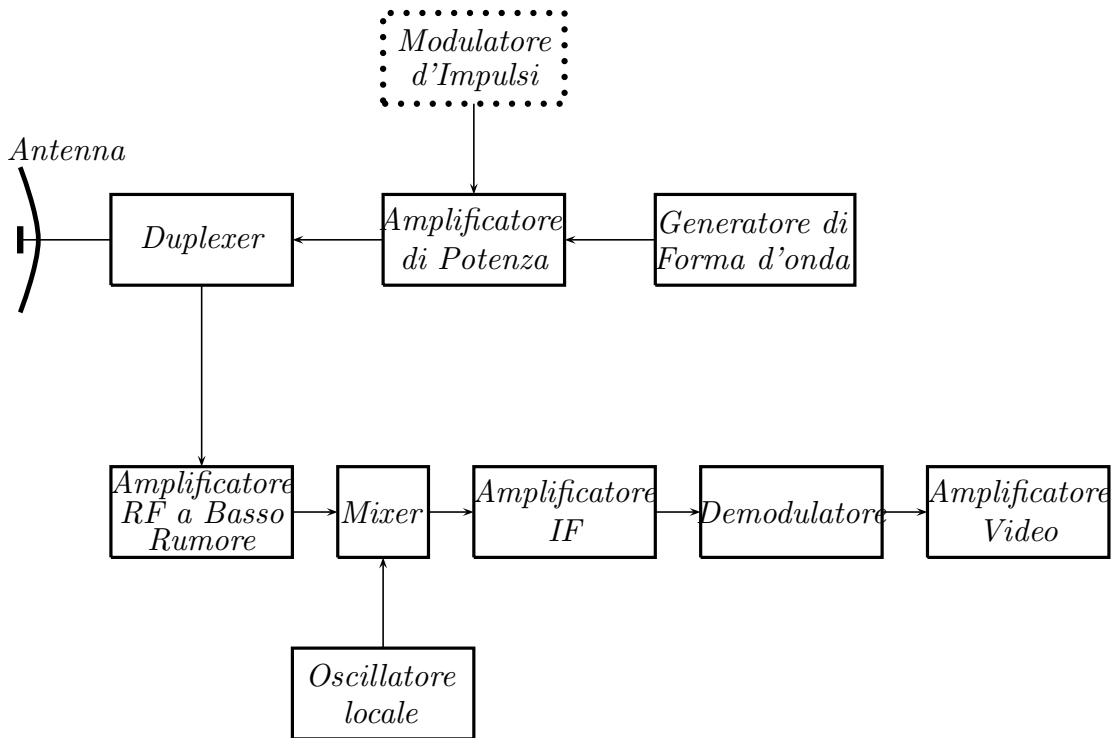 Modulatore
d'Impulsi
Antenna
Duplexer
Amplificatore
di Potenza
Generatore di
Forma d'onda
Amplificatore
RF a Basso
Rumore
Mixer
Amplificatore
IF
Demodulatore
Amplificatore
Video
Oscillatore
locale